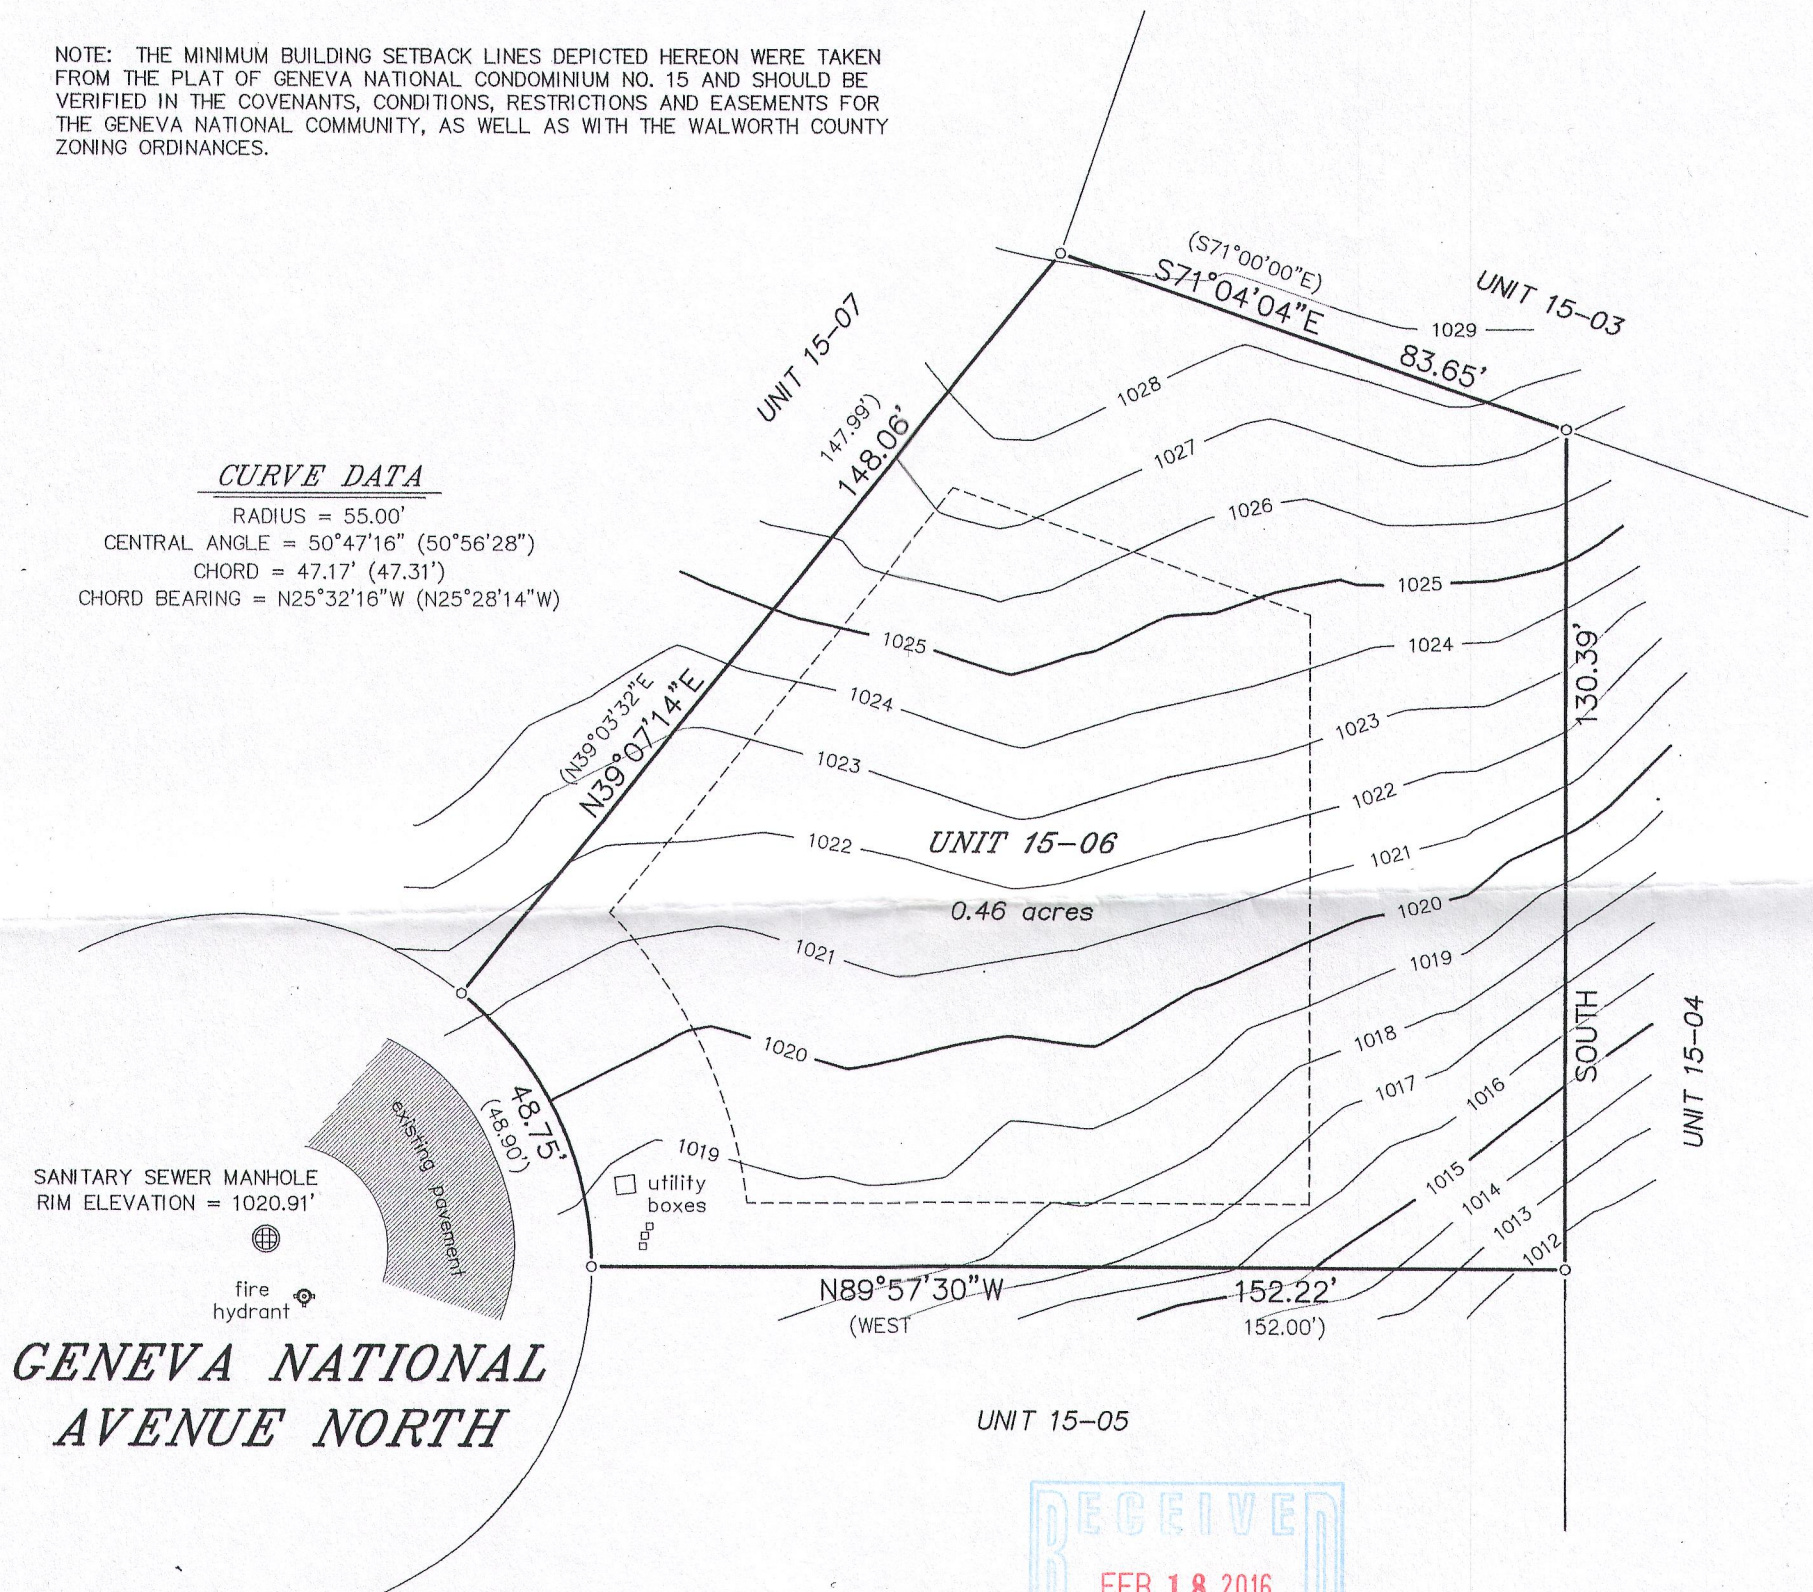 NOTE: THE MINIMUM BUILDING SETBACK LINES DEPICTED HEREON WERE TAKEN
FROM THE PLAT OF GENEVA NATIONAL CONDOMINIUM NO. 15 AND SHOULD BE
VERIFIED IN THE COVENANTS, CONDITIONS, RESTRICTIONS AND EASEMENTS FOR
THE GENEVA NATIONAL COMMUNITY, AS WELL AS WITH THE WALWORTH COUNTY
ZONING ORDINANCES.
(S71°00'00"E)
S71°04'04"E
83.65'
UNIT 15-03
1029
UNIT 15-07
147.99')
148.06'
1028
1027
1026
CURVE DATA
RADIUS = 55.00'
CENTRAL ANGLE = 50°47'16" (50°56'28")
CHORD = 47.17' (47.31')
CHORD BEARING = N25°32'16"W (N25°28'14"W)
1025
1025
1024
1024
130.39'
(N39°03'32"E
N39°07'14"E
1023
1023
1022
1022
UNIT 15-06
1021
0.46 acres
1020
1021
1019
1020
1018
SOUTH
UNIT 15-04
1017
1016
existing pavement
48.75'
(48.90')
1019
1015
1014
1013
1012
SANITARY SEWER MANHOLE
RIM ELEVATION = 1020.91'
utility
boxes
fire
hydrant
N89°57'30"W
152.22'
(WEST
152.00')
GENEVA NATIONAL
AVENUE NORTH
UNIT 15-05
RECEIVED
FEB 18 2016